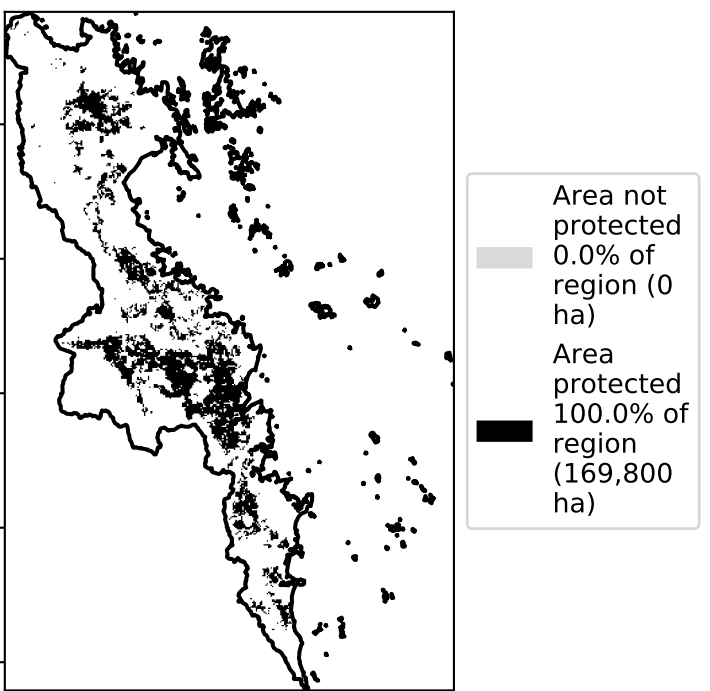 Area not
protected
0.0% of
region (0
ha)
Area
protected
100.0% of
region
(169,800
ha)